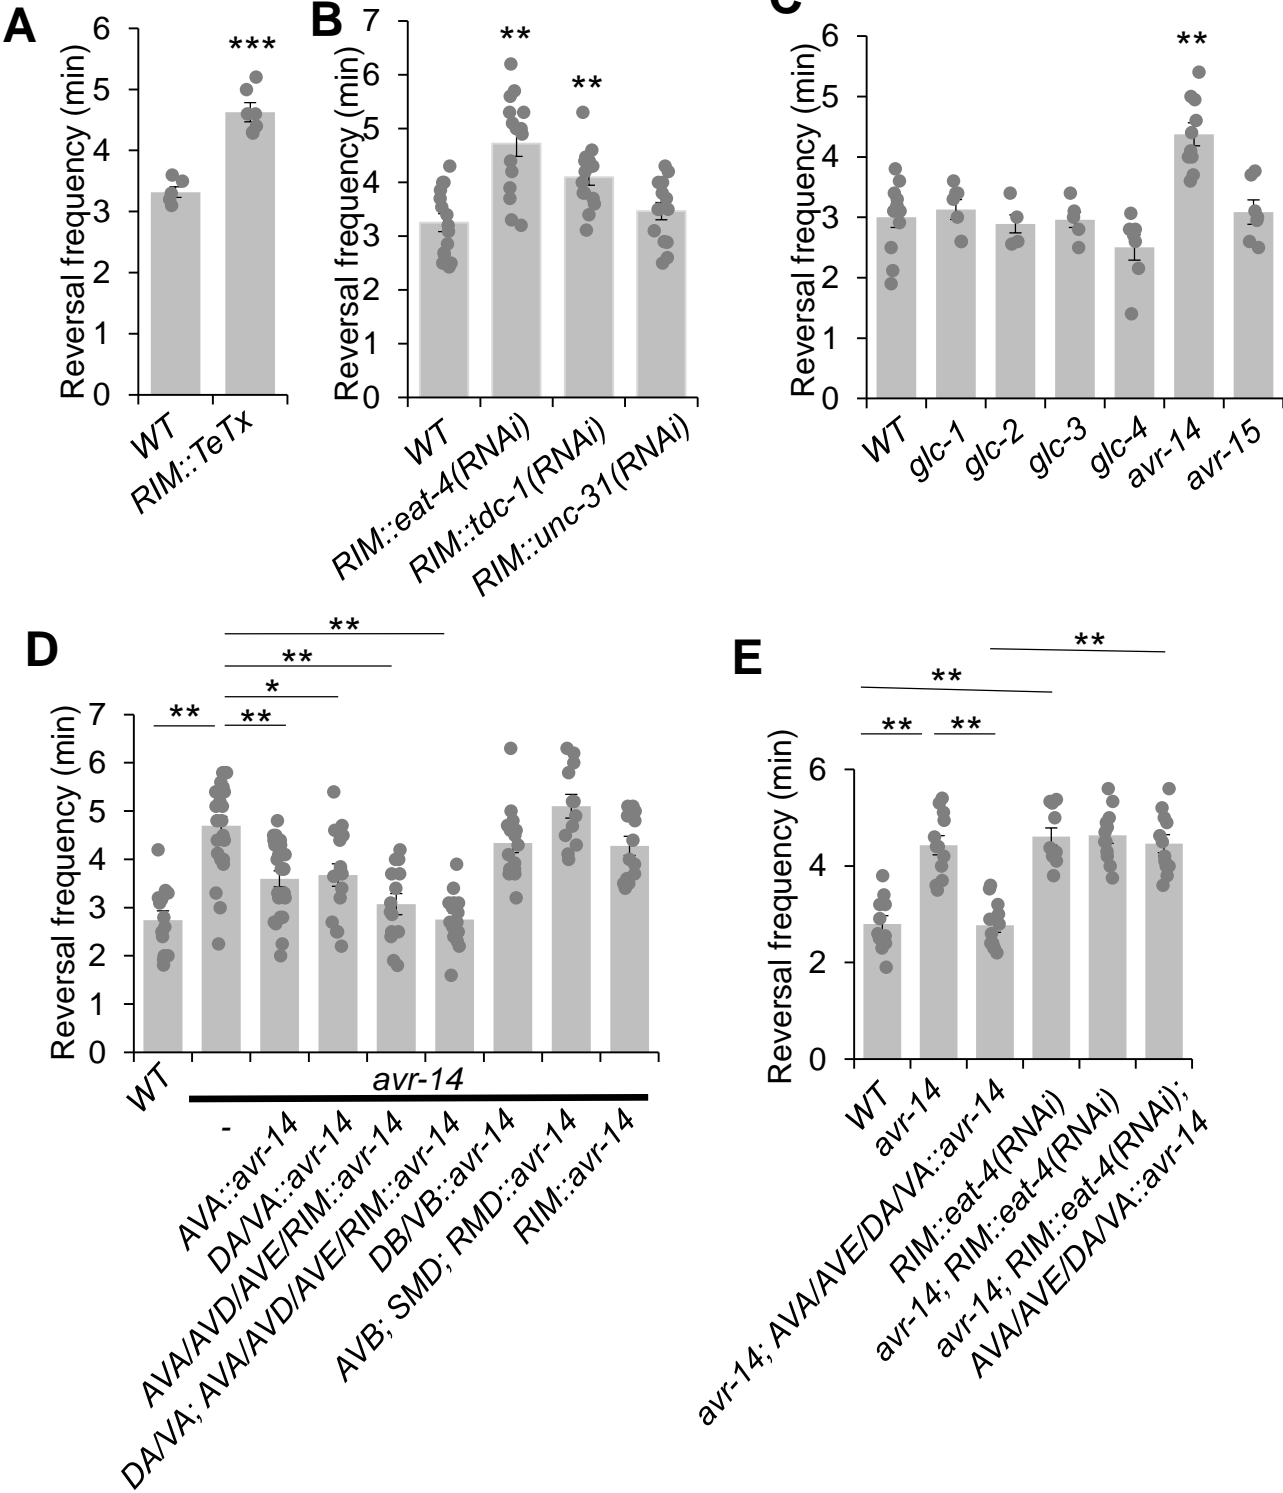 A
Reversal frequency (min)
6
5
4
3
2
1
0
***
WT
RIM::TeTx
B
Reversal frequency (min)
7
6
5
4
3
2
1
0
**
**
WT
RIM::eat-4(RNAi)
RIM::tdc-1(RNAi)
RIM::unc-31(RNAi)
C
Reversal frequency (min)
6
5
4
3
2
1
0
**
WT
glc-1
glc-2
glc-3
glc-4
avr-14
avr-15
D
Reversal frequency (min)
7
6
5
4
3
2
1
0
**
**
*
**
**
WT
avr-14
-
AVA::avr-14
DA/VA::avr-14
AVA/AVD/AVE/RIM::avr-14
DA/VA; AVA/AVD/AVE/RIM::avr-14
DB/VB::avr-14
AVB; SMD; RMD::avr-14
RIM::avr-14
E
Reversal frequency (min)
6
4
2
0
**
**
**
**
WT
avr-14
avr-14; AVA/AVE/DA/VA::avr-14
RIM::eat-4(RNAi)
avr-14; RIM::eat-4(RNAi)
avr-14; RIM::eat-4(RNAi);
AVA/AVE/DA/VA::avr-14